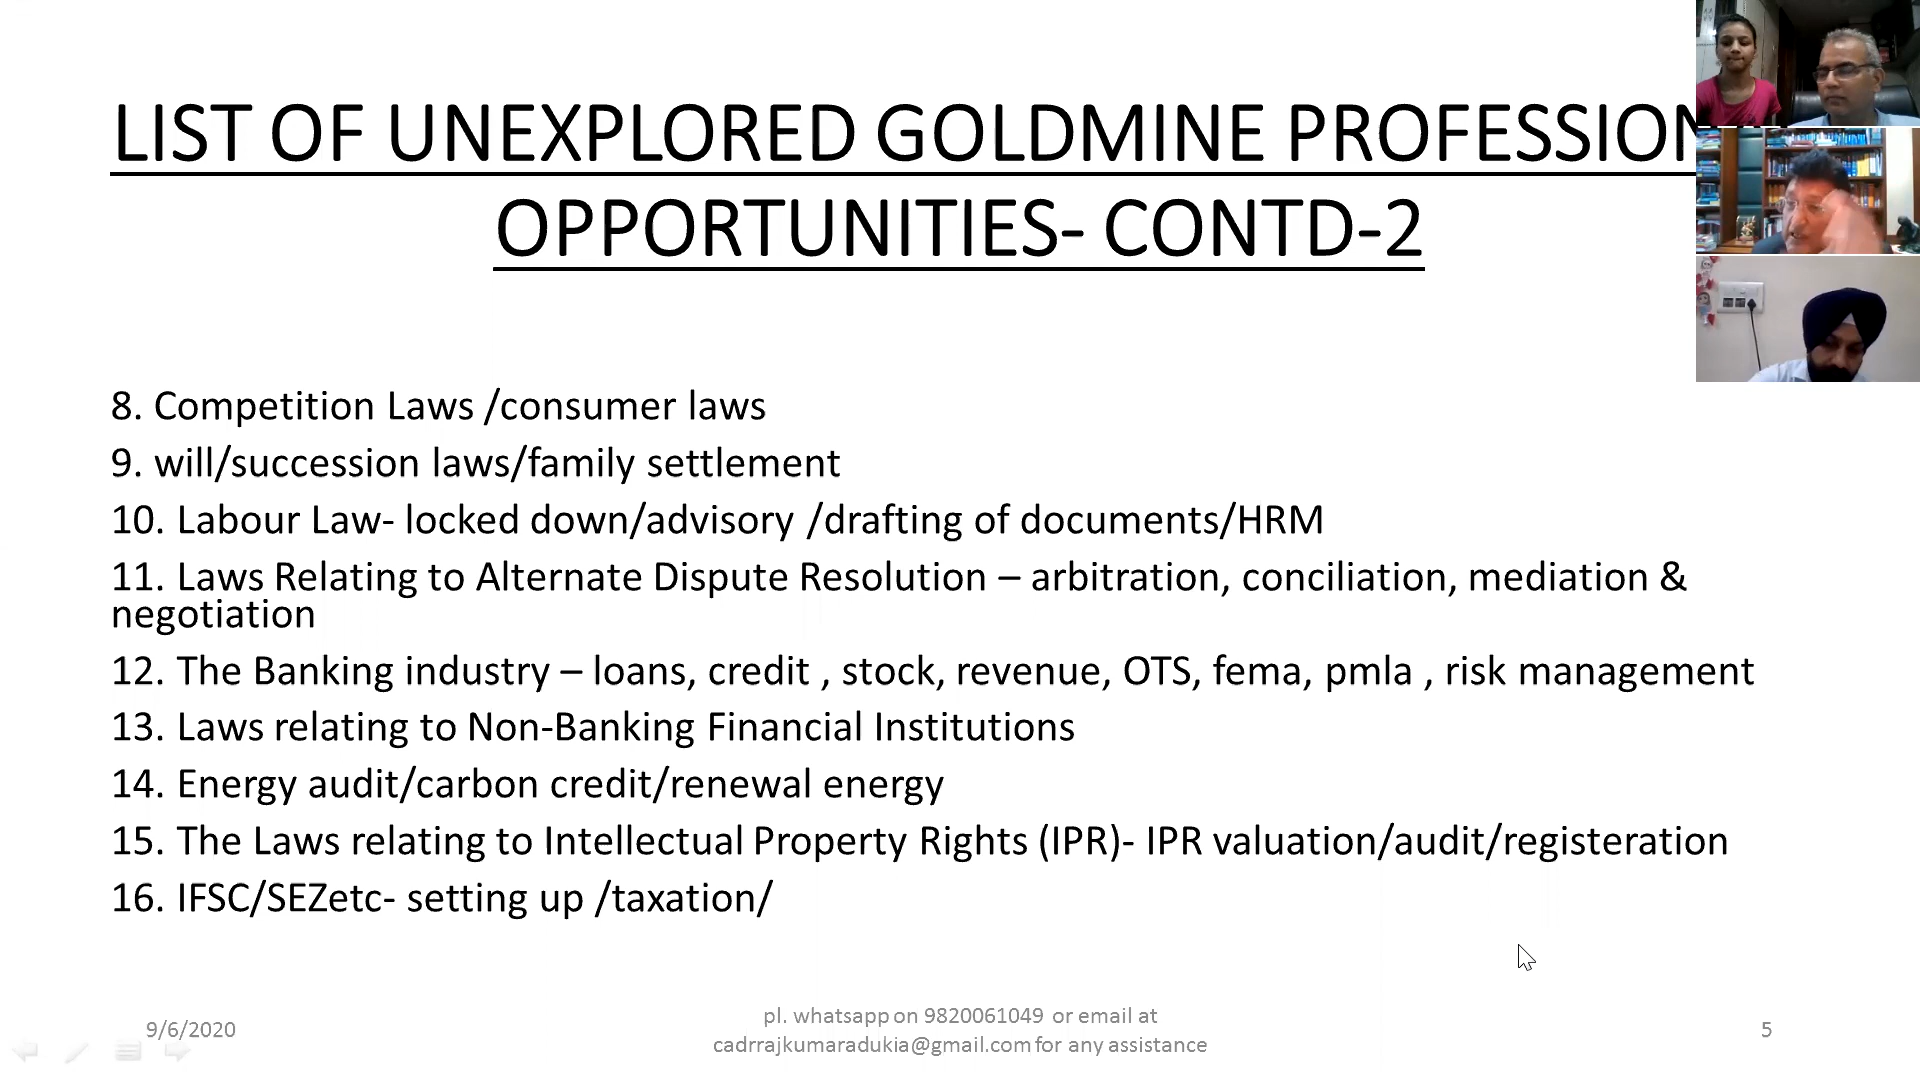 LIST OF UNEXPLORED GOLDMINE PROFESSION
OPPORTUNITIES- CONTD-2
8. Competition Laws /consumer laws
9. will/succession laws/family settlement
10. Labour Law- locked down/advisory /drafting of documents/HRM
11. Laws Relating to Alternate Dispute Resolution – arbitration, conciliation, mediation &
negotiation
12. The Banking industry – loans, credit , stock, revenue, OTS, fema, pmla , risk management
13. Laws relating to Non-Banking Financial Institutions
14. Energy audit/carbon credit/renewal energy
15. The Laws relating to Intellectual Property Rights (IPR)- IPR valuation/audit/registeration
16. IFSC/SEZetc- setting up /taxation/
9/6/2020
pl. whatsapp on 9820061049 or email at
cadrrajkumaradukia@gmail.com for any assistance
5